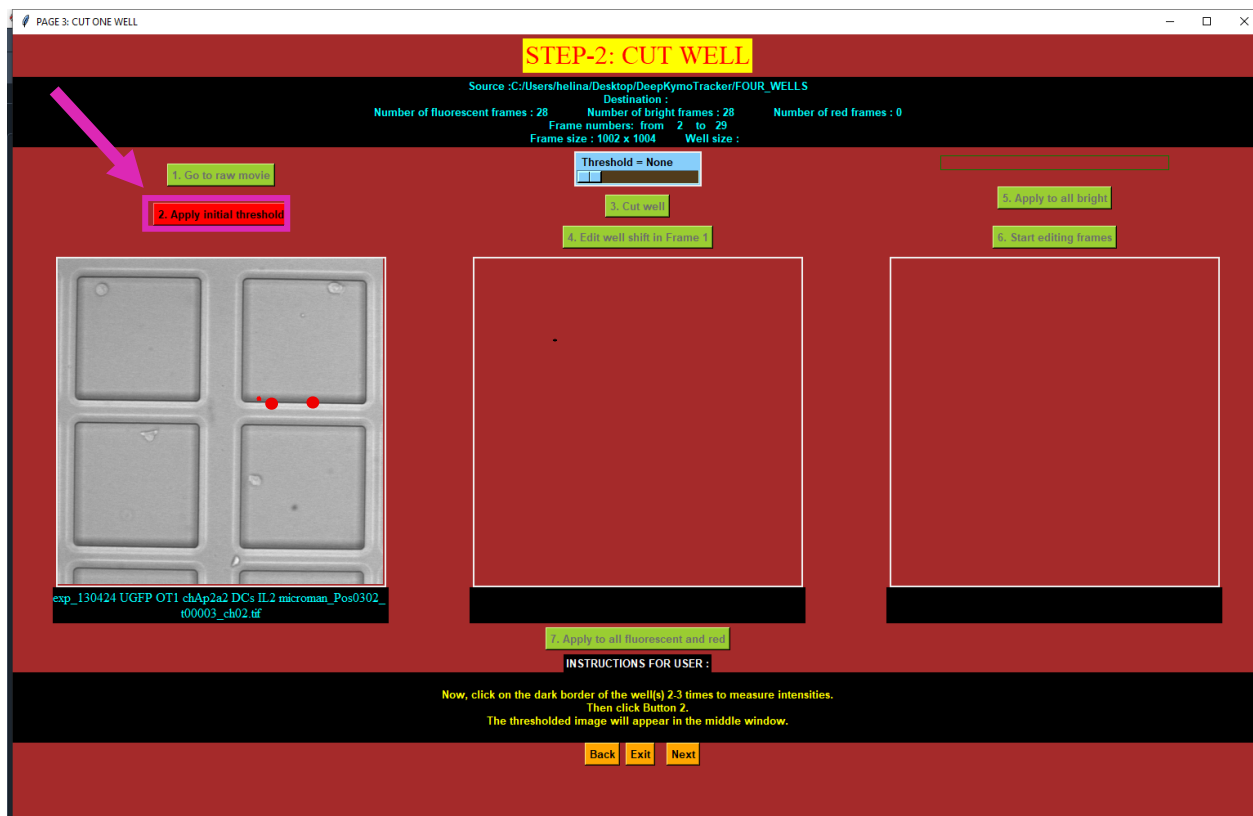 PAGE 3: CUT ONE WELL
STEP-2: CUT WELL
Source :C:/Users/helina/Desktop/DeepKymoTracker/FOUR_WELLS
Destination :
Number of fluorescent frames : 28 Number of bright frames : 28 Number of red frames : 0
Frame numbers: from 2 to 29
Frame size : 1002 x 1004 Well size :
1. Go to raw movie
2. Apply initial threshold
Threshold = None
3. Cut well
4. Edit well shift in Frame 1
5. Apply to all bright
6. Start editing frames
exp_130424 UGFP OT1 chAp2a2 DCs IL2 microman_Pos0302_
t00003_ch02.tif
7. Apply to all fluorescent and red
INSTRUCTIONS FOR USER :
Now, click on the dark border of the well(s) 2-3 times to measure intensities.
Then click Button 2.
The thresholded image will appear in the middle window.
Back Exit Next